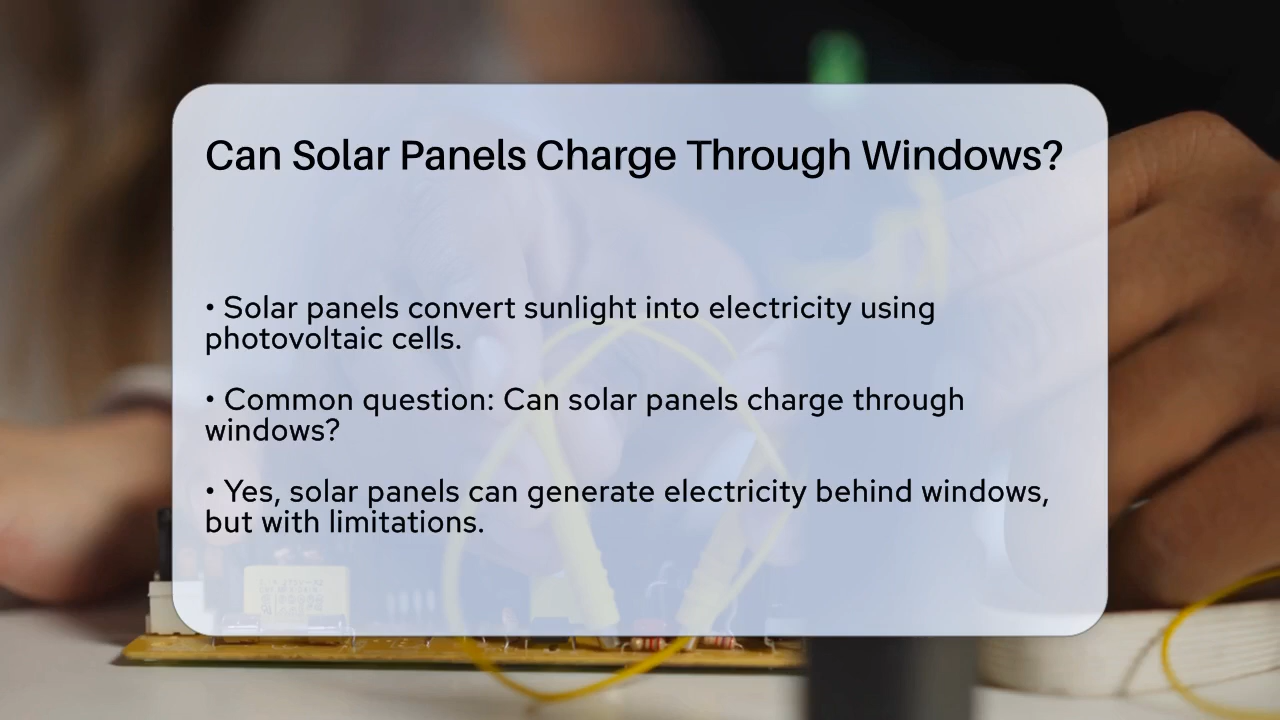 Can Solar Panels Charge Through Windows?
• Solar panels convert sunlight into electricity using
photovoltaic cells.
• Common question: Can solar panels charge through
windows?
• Yes, solar panels can generate electricity behind windows,
but with limitations.